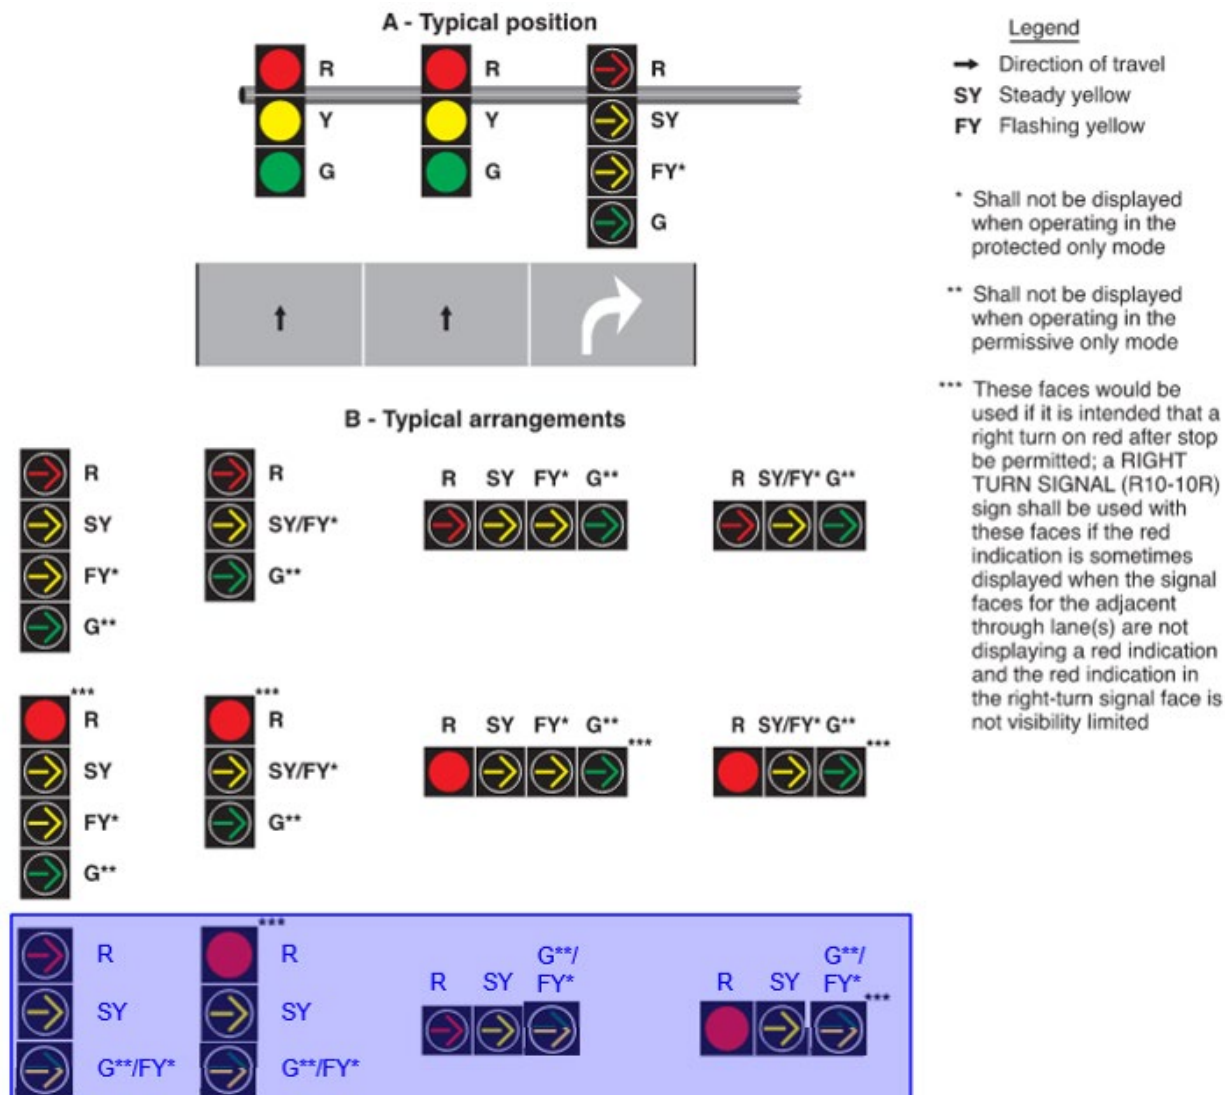 A - Typical position
R R R
Y Y SY
G G FY*
G
Legend
Direction of travel
SY Steady yellow
FY Flashing yellow
* Shall not be displayed
when operating in the
protected only mode
** Shall not be displayed
when operating in the
permissive only mode
*** These faces would be
used if it is intended that a
right turn on red after stop
be permitted; a RIGHT
TURN SIGNAL (R10-10R)
sign shall be used with
these faces if the red
indication is sometimes
displayed when the signal
faces for the adjacent
through lane(s) are not
displaying a red indication
and the red indication in
the right-turn signal face is
not visibility limited
B - Typical arrangements
R
SY
FY*
G**
R
SY/FY*
G**
R SY FY* G**
R SY/FY* G**
***
R
SY
FY*
G**
***
R
SY/FY*
G**
R SY FY* G**
***
R SY/FY* G**
***
R
SY
G**/FY*
***
R
SY
G**/FY*
G**/
R SY FY*
G**/
R SY FY*
***